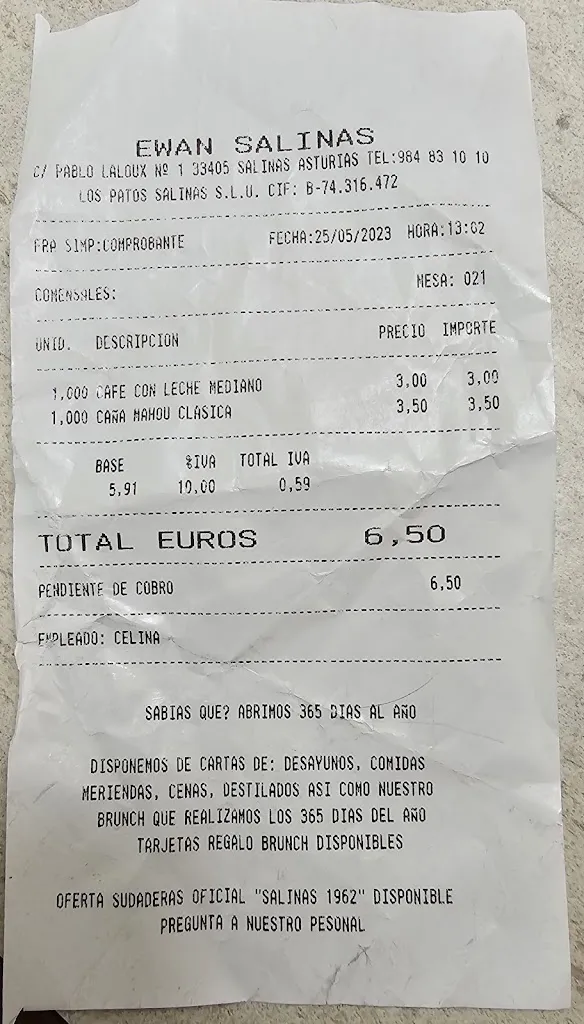 EWAN SALINAS
C/ PABLO LALOUX Nº 1 33405 SALINAS ASTURIAS TEL:984 83 10 10
LOS PATOS SALINAS S.L.U. CIF: B-74.316.472
FRA SIMP:COMPROBANTE FECHA:25/05/2023 HORA:13:02
COMENSALES: MESA: 021
UNID. DESCRIPCION PRECIO IMPORTE
1,000 CAFE CON LECHE MEDIANO 3,00 3,00
1,000 CAÑA MAHOU CLASICA 3,50 3,50
BASE %IVA TOTAL IVA
5,91 10,00 0,59
TOTAL EUROS 6,50
PENDIENTE DE COBRO 6,50
EMPLEADO: CELINA
SABIAS QUE? ABRIMOS 365 DIAS AL AÑO
DISPONEMOS DE CARTAS DE: DESAYUNOS, COMIDAS
MERIENDAS, CENAS, DESTILADOS ASI COMO NUESTRO
BRUNCH QUE REALIZAMOS LOS 365 DIAS DEL AÑO
TARJETAS REGALO BRUNCH DISPONIBLES
OFERTA SUDADERAS OFICIAL "SALINAS 1962" DISPONIBLE
PREGUNTA A NUESTRO PESONAL